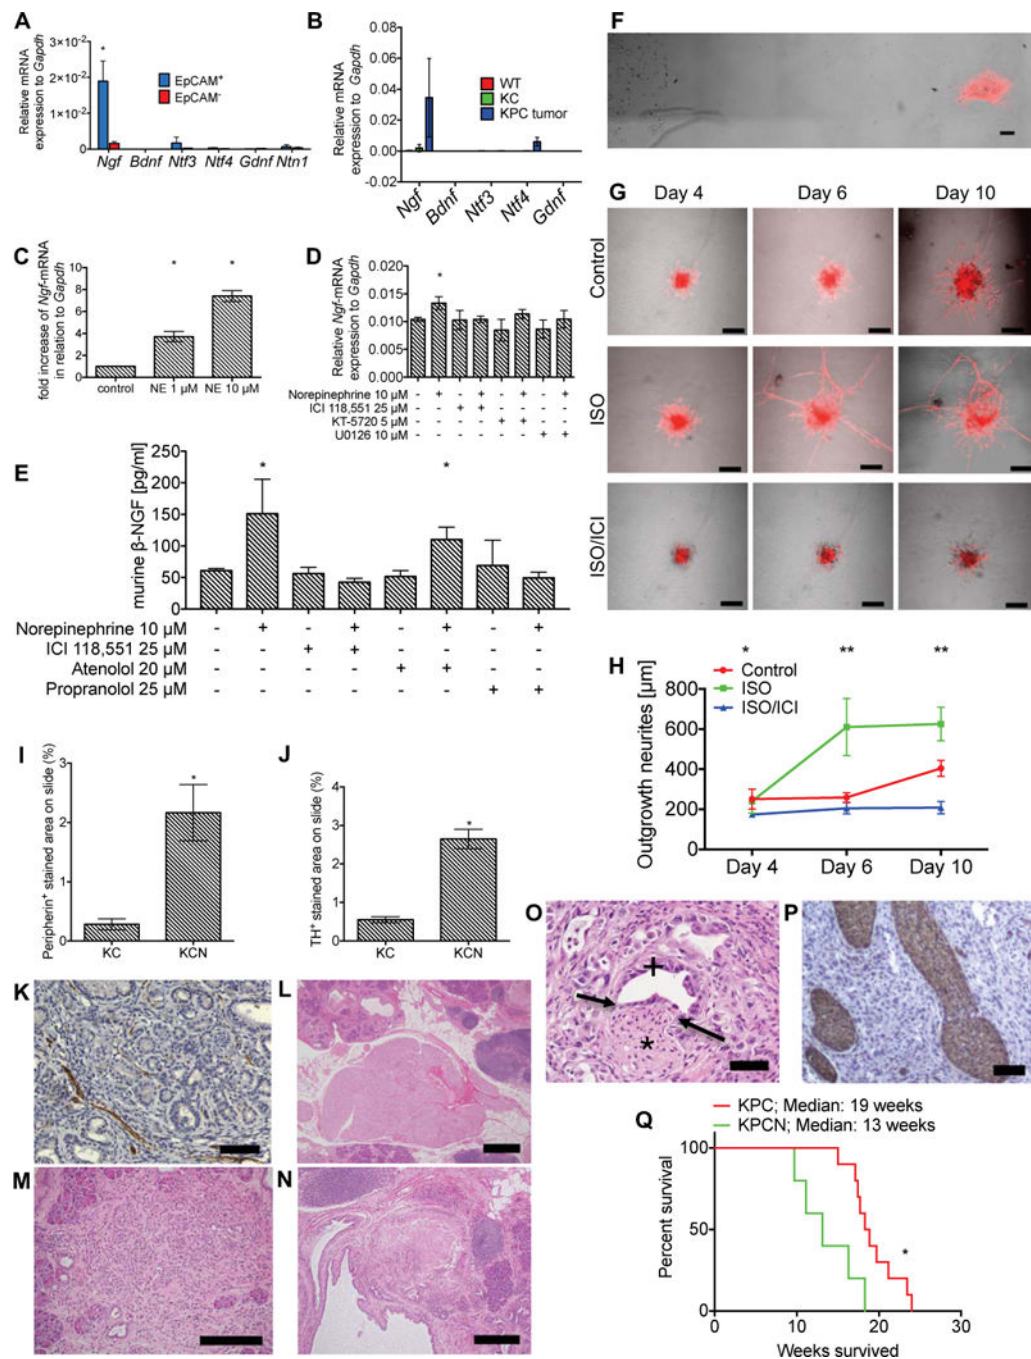 A
Relative mRNA
expression to Gapdh
3×10⁻²
2×10⁻²
1×10⁻²
0
*
EpCAM⁺
EpCAM⁻
Ngf Bdnf Ntf3 Ntf4 Gdnf Ntn1
B
Relative mRNA
expression to Gapdh
0.08
0.06
0.04
0.02
0.00
-0.02
-0.04
WT
KC
KPC tumor
Ngf
Bdnf
Ntf3
Ntf4
Gdnf
C
fold increase of Ngf-mRNA
in relation to Gapdh
10
8
6
4
2
0
* *
control NE 1 µM NE 10 µM
D
Relative Ngf-mRNA
expression to Gapdh
0.020
0.015
0.010
0.005
0.000
*
Norepinephrine 10 µM - + - + - + - +
ICI 118,551 25 µM - - + + - - - -
KT-5720 5 µM - - - - + + - -
U0126 10 µM - - - - - - + +
E
murine β-NGF [pg/ml]
250
200
150
100
50
0
* *
Norepinephrine 10 µM - + - + - + - +
ICI 118,551 25 µM - - + + - - - -
Atenolol 20 µM - - - - + + - -
Propranolol 25 µM - - - - - - + +
F
G
Day 4 Day 6 Day 10
Control
ISO
ISO/ICI
H
* ** **
Control
ISO
ISO/ICI
Outgrowth neurites [µm]
800
600
400
200
0
Day 4 Day 6 Day 10
I
Peripherin⁺ stained area on slide (%)
3
2
1
0
*
KC KCN
J
TH⁺ stained area on slide (%)
4
3
2
1
0
*
KC KCN
K
L
M
N
O
+
*
P
Q
KPC; Median: 19 weeks
KPCN; Median: 13 weeks
Percent survival
100
50
0
*
0 10 20 30
Weeks survived